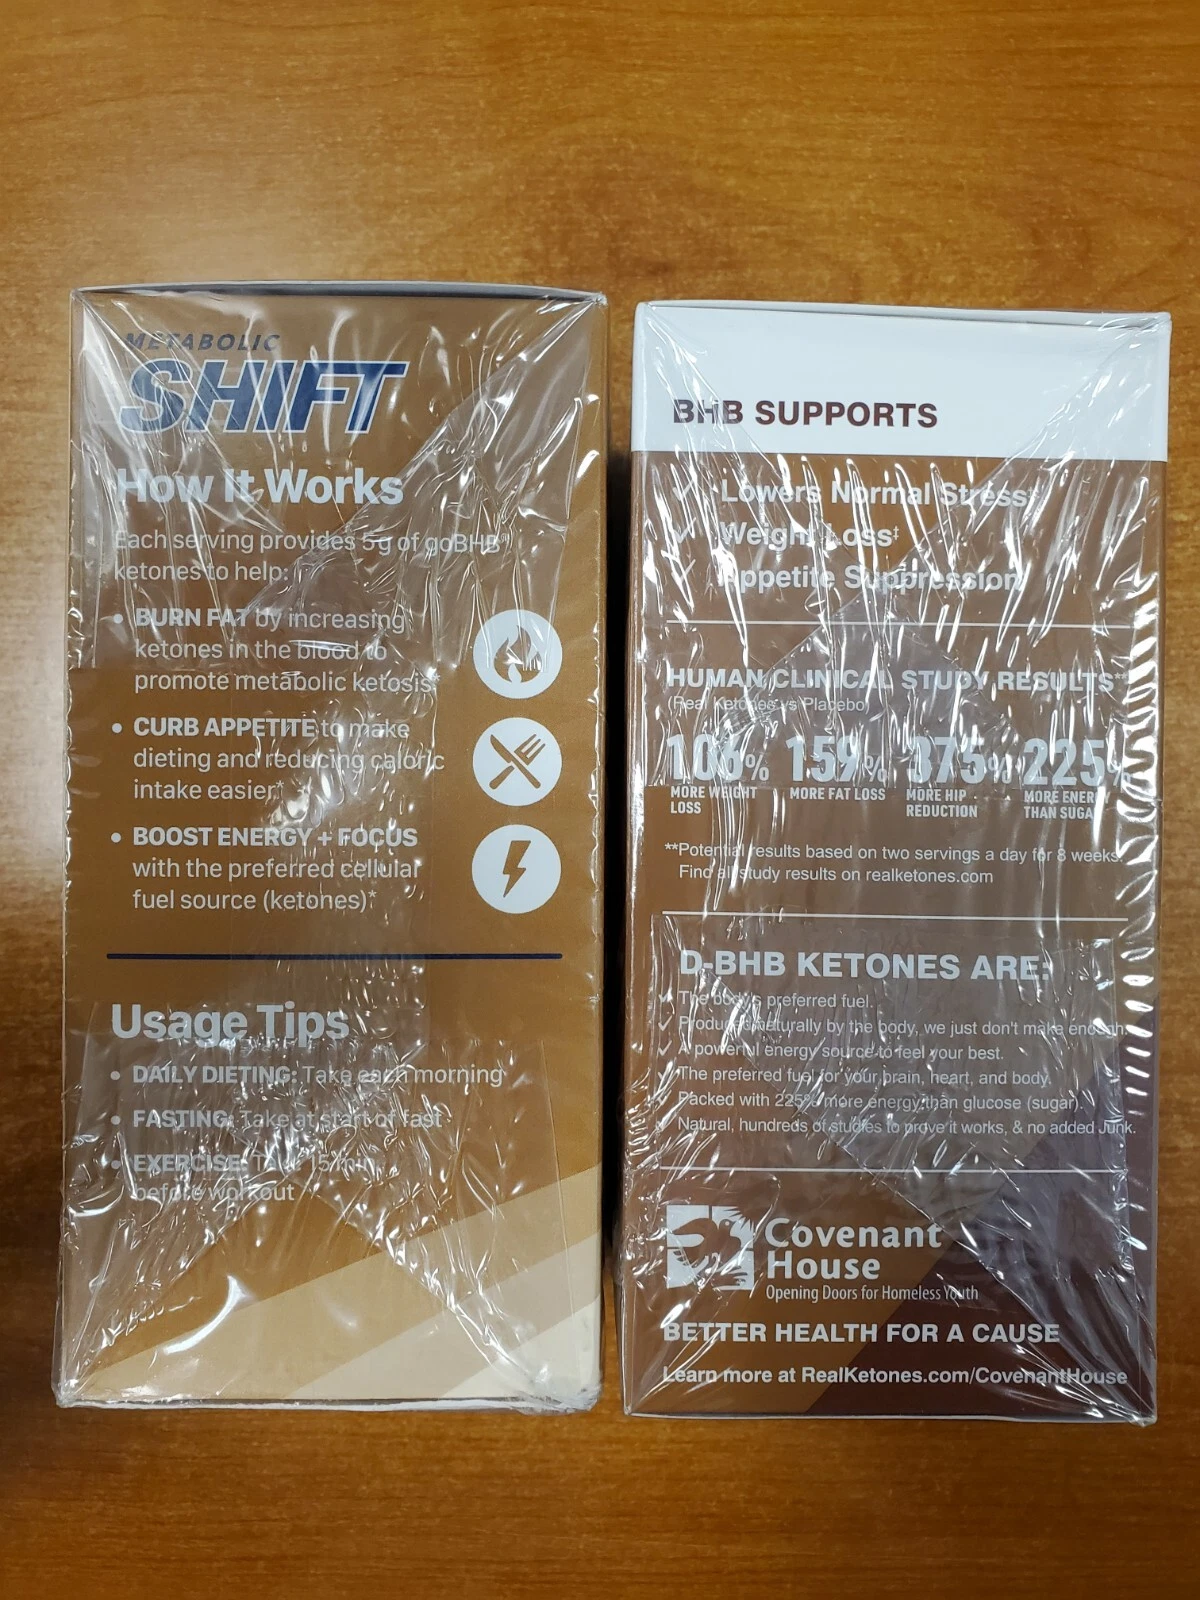 METABOLIC
SHIFT
How it Works
Each serving provides 5g of goBHB®
ketones to help:
• BURN FAT by increasing
ketones in the blood to
promote metabolic ketosis*
• CURB APPETITE to make
dieting and reducing caloric
intake easier*
• BOOST ENERGY + FOCUS
with the preferred cellular
fuel source (ketones)*
Usage Tips
• DAILY DIETING: Take each morning
• FASTING: Take at start of fast
• EXERCISE: Take 15 min
before workout
BHB SUPPORTS
✓ Lowers Normal Stress‡
✓ Weight Loss‡
✓ Appetite Suppression
HUMAN CLINICAL STUDY RESULTS**
(Real Ketones vs Placebo)
106% 159% 375% 225%
MORE WEIGHT LOSS
MORE FAT LOSS
MORE HIP REDUCTION
MORE ENERGY THAN SUGAR
**Potential results based on two servings a day for 8 weeks.
Find all study results on realketones.com
D-BHB KETONES ARE:
✓ The body's preferred fuel.
✓ Produced naturally by the body, we just don't make enough.
✓ A powerful energy source to feel your best.
✓ The preferred fuel for your brain, heart, and body.
✓ Packed with 225% more energy than glucose (sugar).
✓ Natural, hundreds of studies to prove it works, & no added Junk.
Covenant
House
Opening Doors for Homeless Youth
BETTER HEALTH FOR A CAUSE
Learn more at RealKetones.com/CovenantHouse